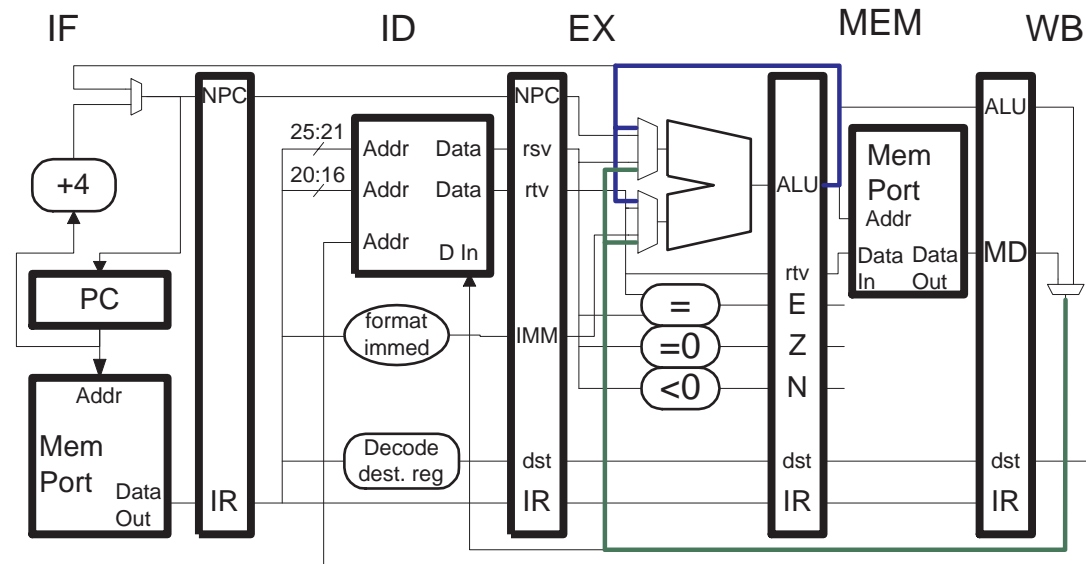 IF
ID
EX
MEM
WB
NPC
+4
PC
Addr
Mem
Port
Data
Out
IR
25:21
20:16
Addr
Data
Addr
Data
Addr
D In
format
immed
Decode
dest. reg
NPC
rsv
rtv
IMM
dst
IR
=
=0
<0
ALU
rtv
E
Z
N
dst
IR
Mem
Port
Addr
Data
In
Data
Out
ALU
MD
dst
IR